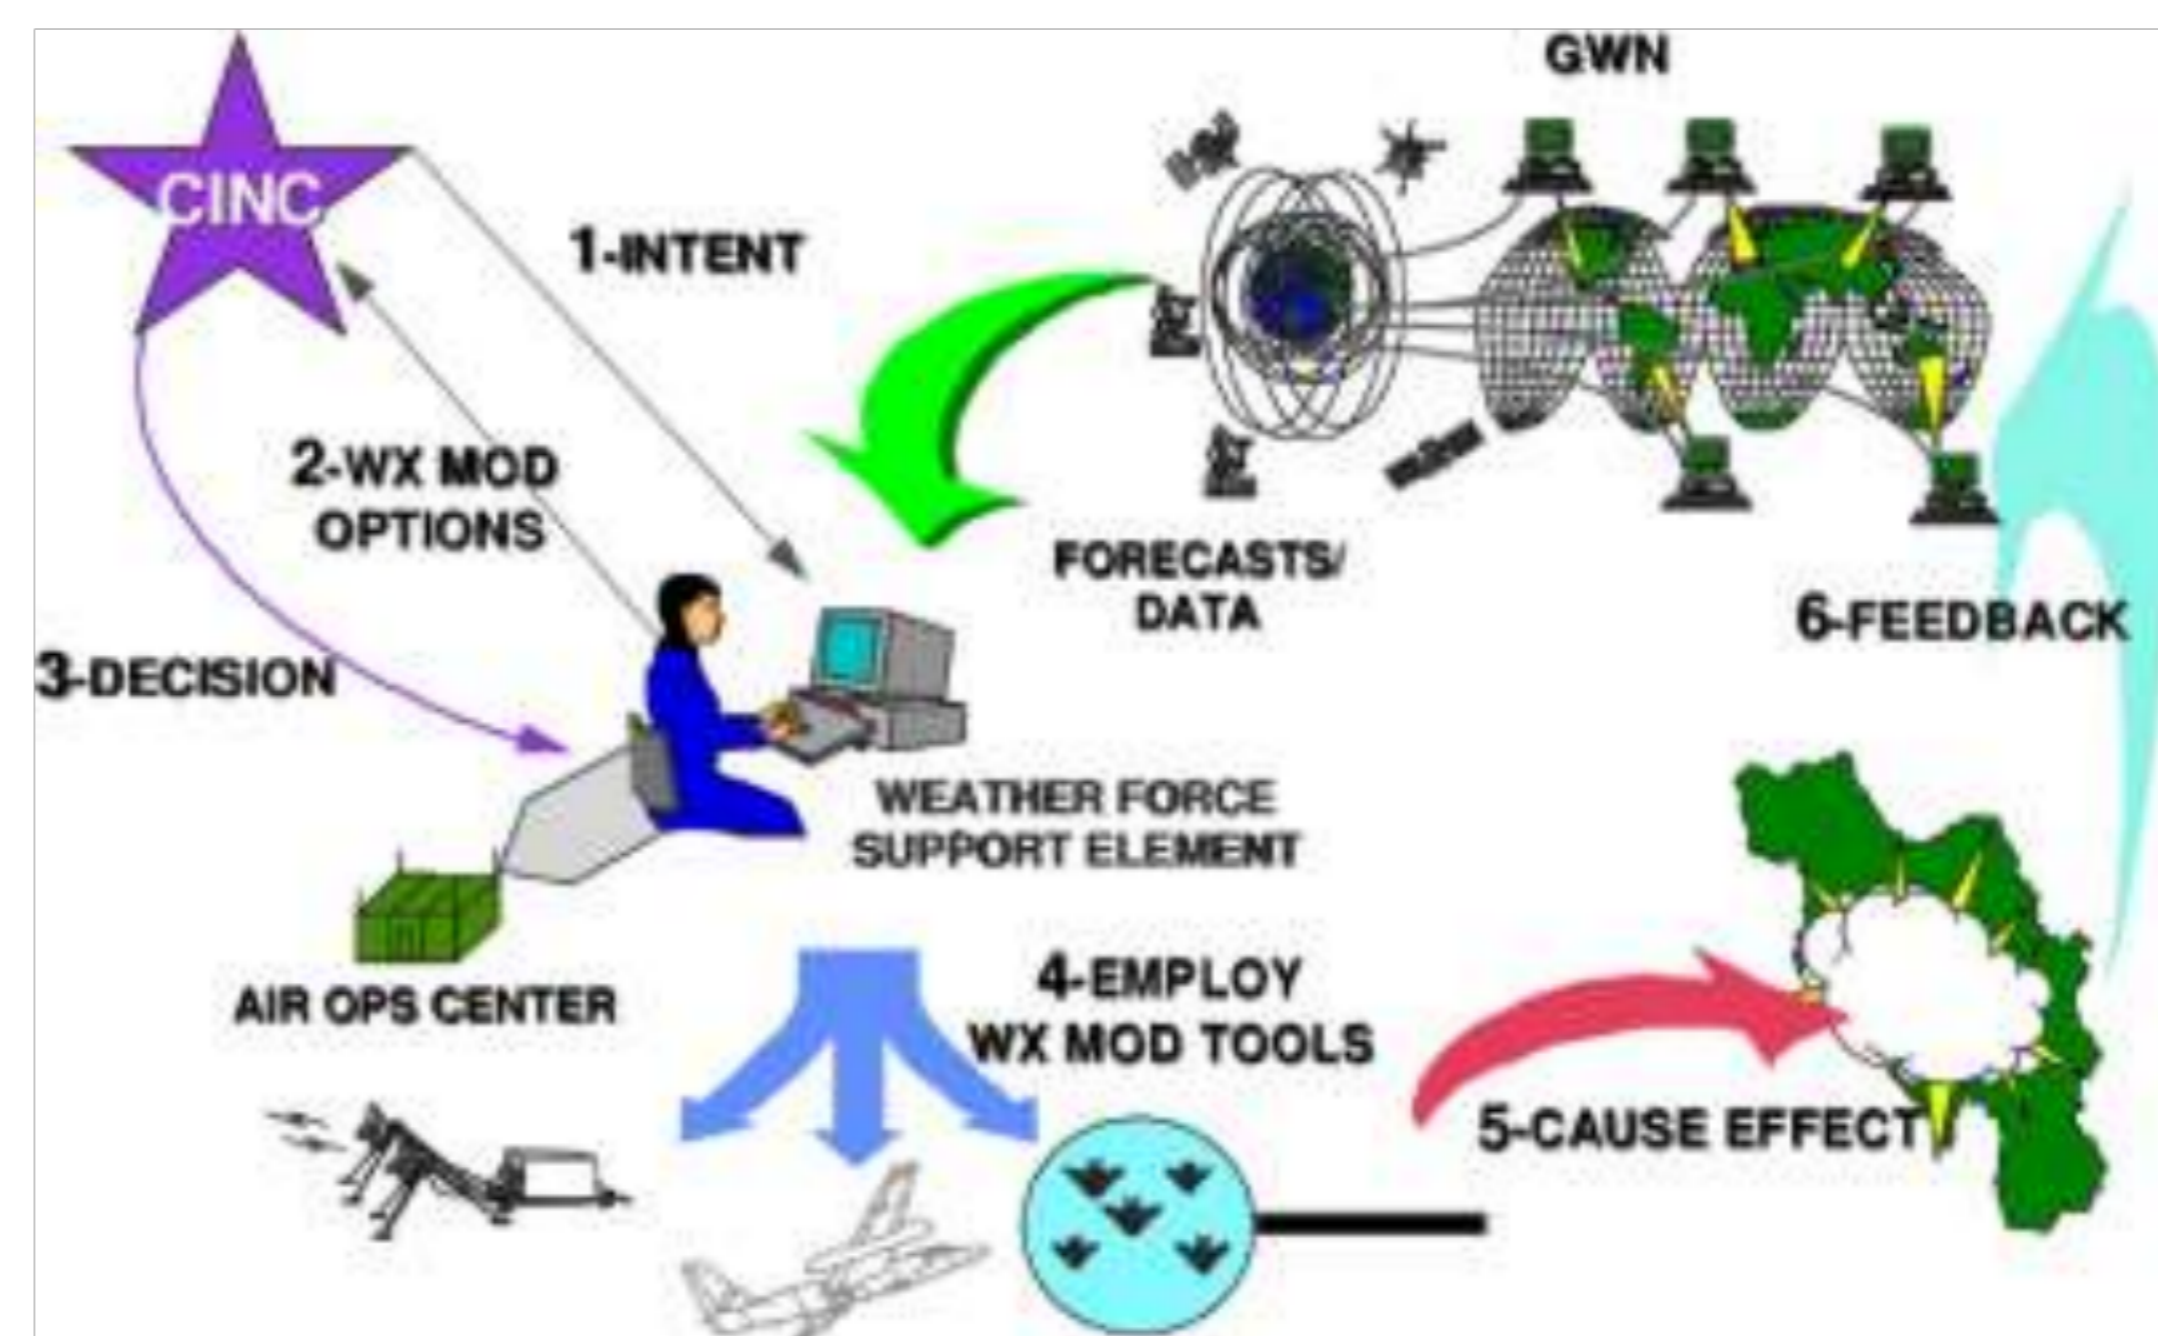 GWN
CINC
1-INTENT
2-WX MOD
OPTIONS
FORECASTS/
DATA
6-FEEDBACK
3-DECISION
WEATHER FORCE
SUPPORT ELEMENT
AIR OPS CENTER
4-EMPLOY
WX MOD TOOLS
5-CAUSE EFFECT